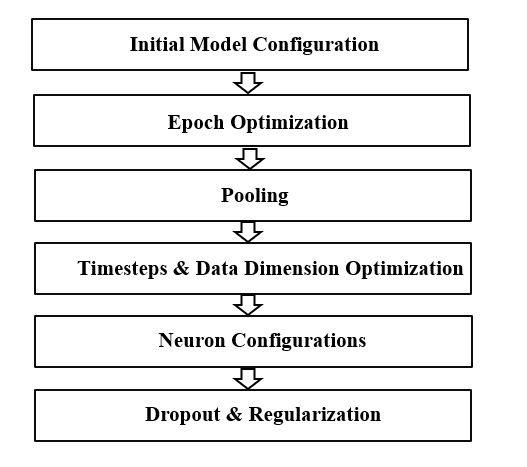 Initial Model Configuration
Epoch Optimization
Pooling
Timesteps & Data Dimension Optimization
Neuron Configurations
Dropout & Regularization